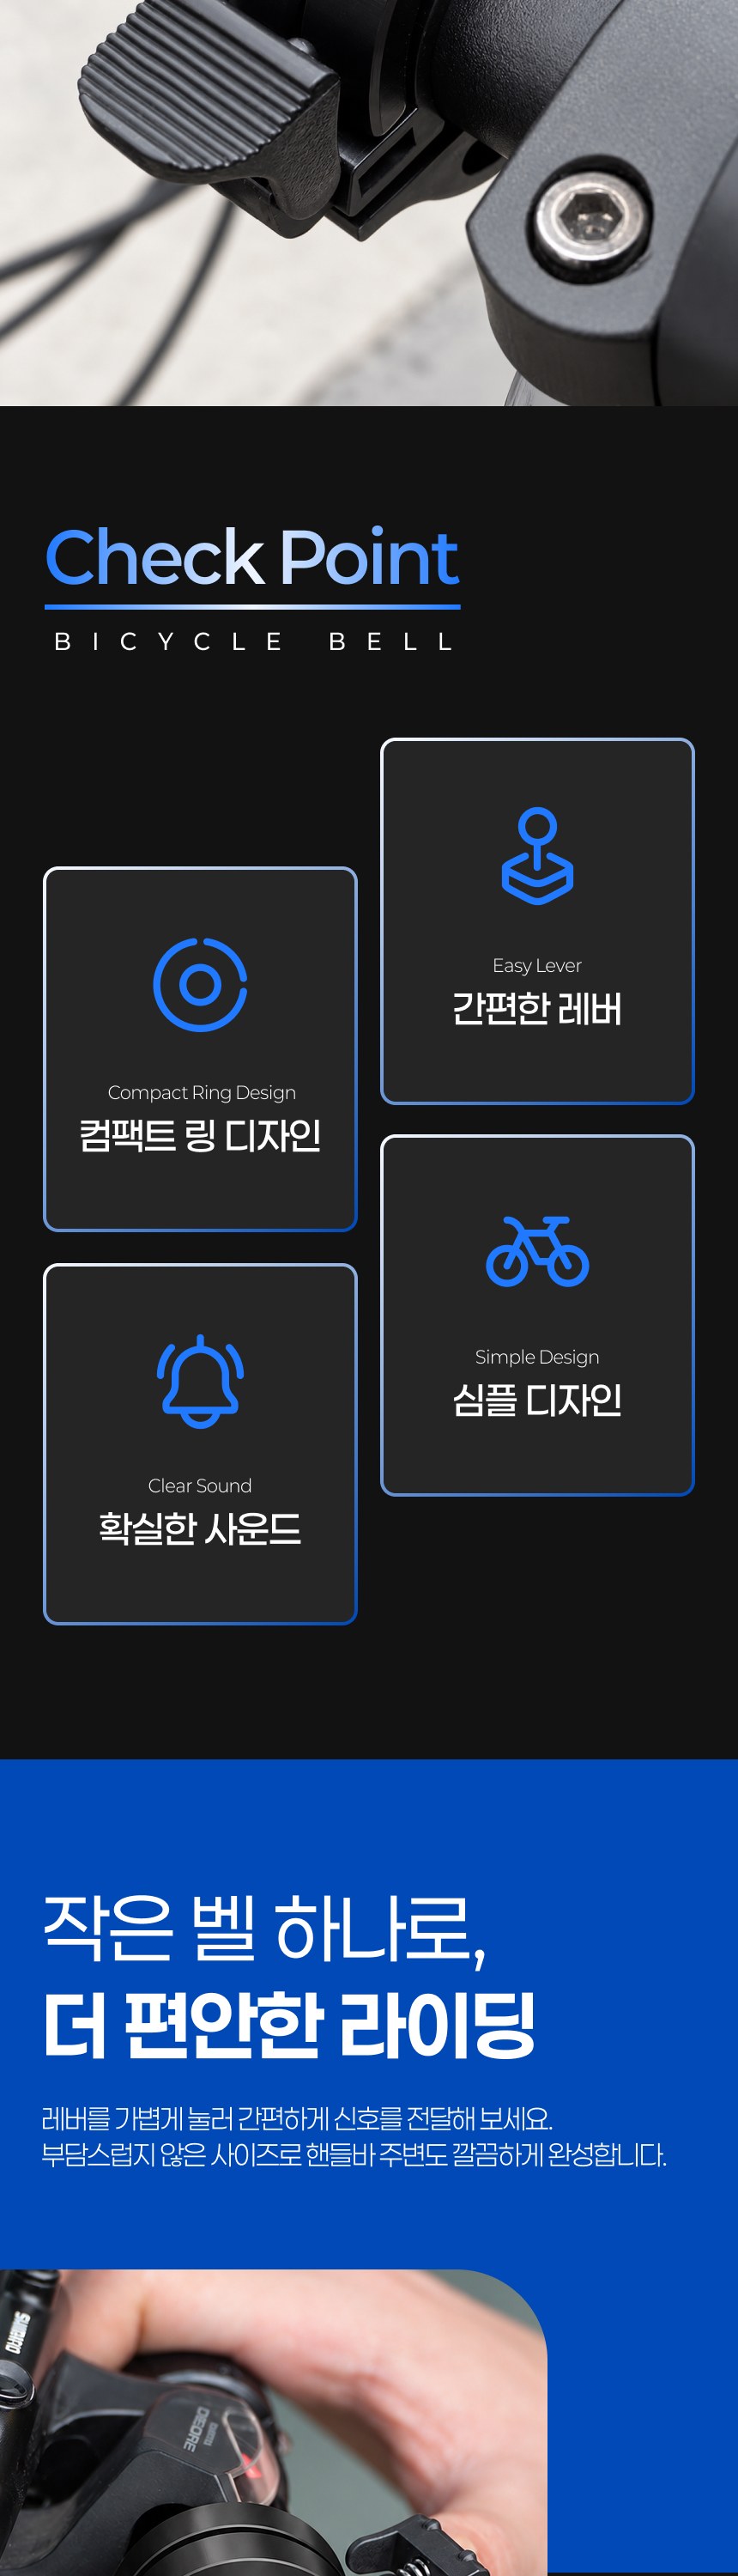 Check Point
BICYCLE BELL
Easy Lever
간편한 레버
Compact Ring Design
컴팩트 링 디자인
Simple Design
심플 디자인
Clear Sound
확실한 사운드
작은 벨 하나로,
더 편안한 라이딩
레버를 가볍게 눌러 간편하게 신호를 전달해 보세요.
부담스럽지 않은 사이즈로 핸들바 주변도 깔끔하게 완성합니다.
DEORE